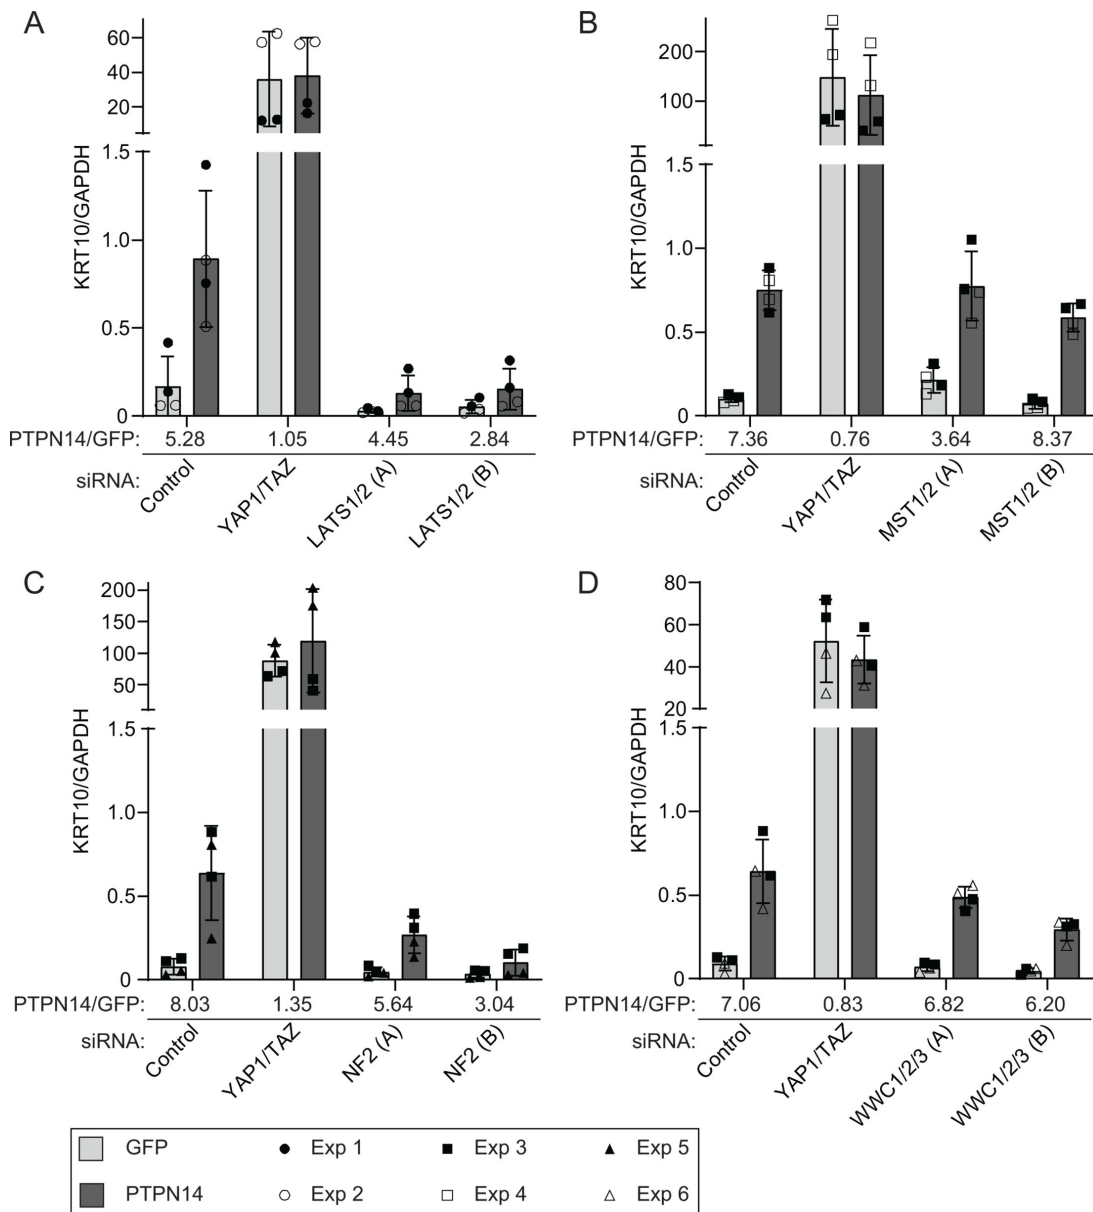 A
KRT10/GAPDH
60
40
20
1.5
1.0
0.5
0
PTPN14/GFP: 5.28 1.05 4.45 2.84
siRNA: Control YAP1/TAZ LATS1/2 (A) LATS1/2 (B)
B
KRT10/GAPDH
200
100
1.5
1.0
0.5
0
PTPN14/GFP: 7.36 0.76 3.64 8.37
siRNA: Control YAP1/TAZ MST1/2 (A) MST1/2 (B)
C
KRT10/GAPDH
200
150
100
50
1.5
1.0
0.5
0
PTPN14/GFP: 8.03 1.35 5.64 3.04
siRNA: Control YAP1/TAZ NF2 (A) NF2 (B)
D
KRT10/GAPDH
80
60
40
20
1.5
1.0
0.5
0
PTPN14/GFP: 7.06 0.83 6.82 6.20
siRNA: Control YAP1/TAZ WWC1/2/3 (A) WWC1/2/3 (B)
GFP Exp 1 Exp 3 Exp 5
PTPN14 Exp 2 Exp 4 Exp 6